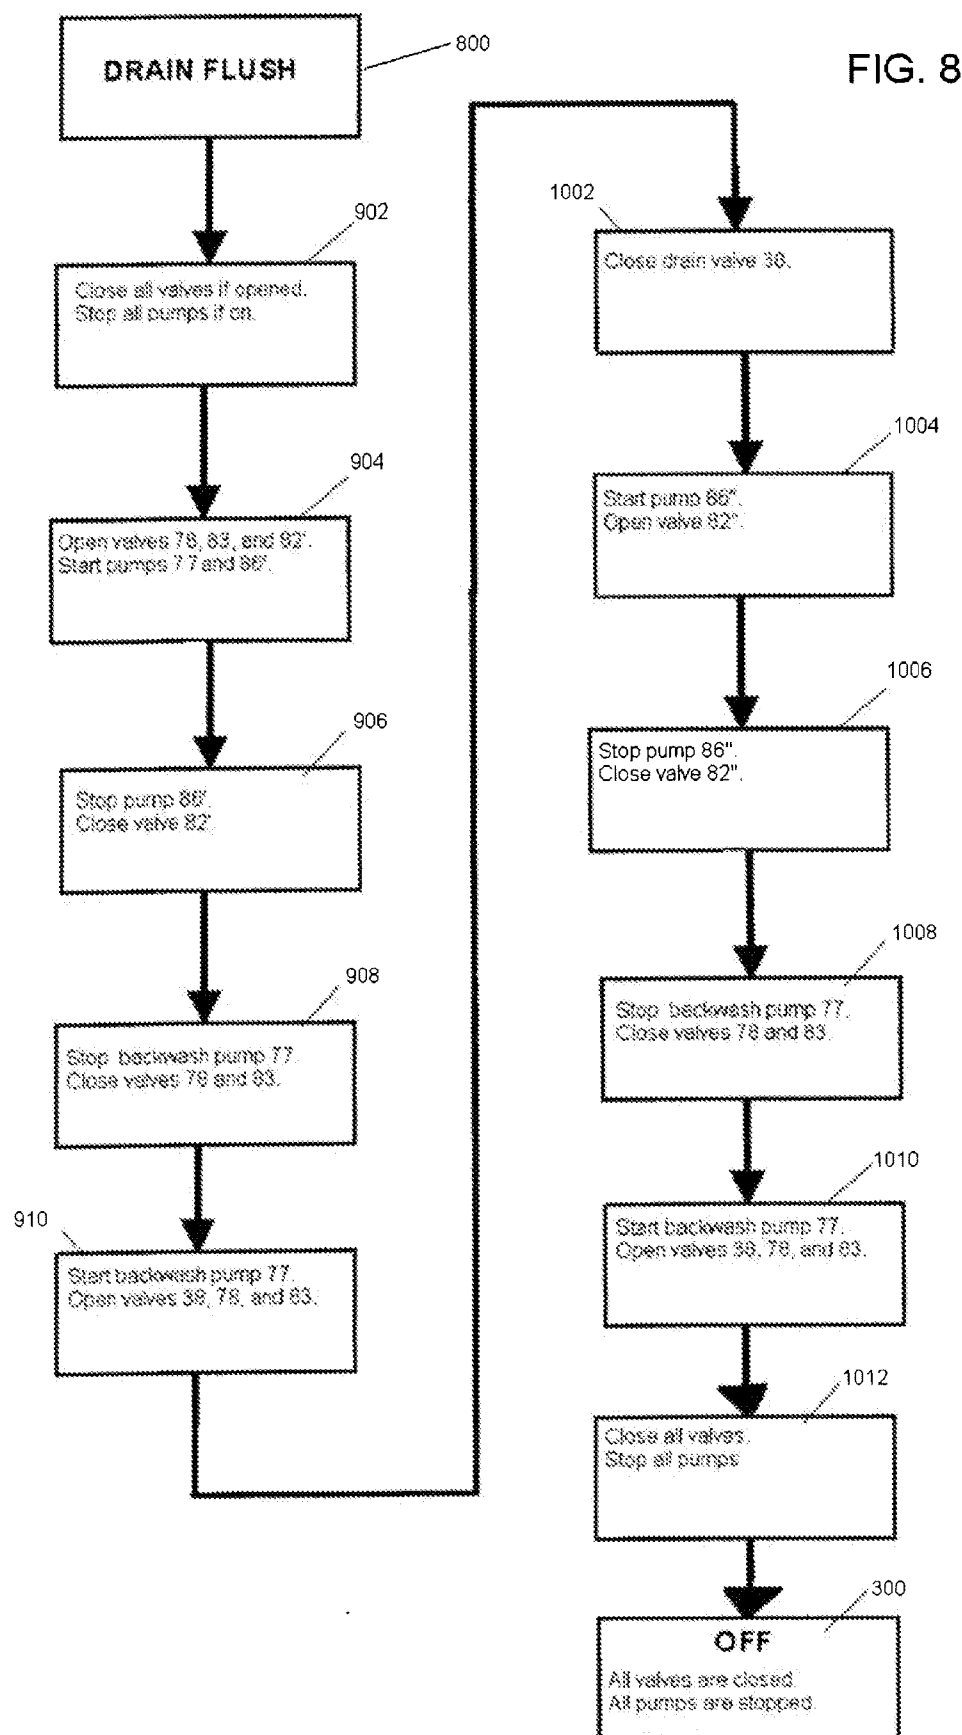 FIG. 8
800
DRAIN FLUSH
902
Close all valves if opened.
Stop all pumps if on.
904
Open valves 78, 83, and 82'.
Start pumps 77 and 86'.
906
Stop pump 86'.
Close valve 82'
908
Stop backwash pump 77.
Close valves 78 and 83.
910
Start backwash pump 77.
Open valves 38, 78, and 83.
1002
Close drain valve 38.
1004
Start pump 86".
Open valve 82".
1006
Stop pump 86".
Close valve 82".
1008
Stop backwash pump 77.
Close valves 78 and 83.
1010
Start backwash pump 77.
Open valves 38, 78, and 83.
1012
Close all valves.
Stop all pumps
300
OFF
All valves are closed.
All pumps are stopped.